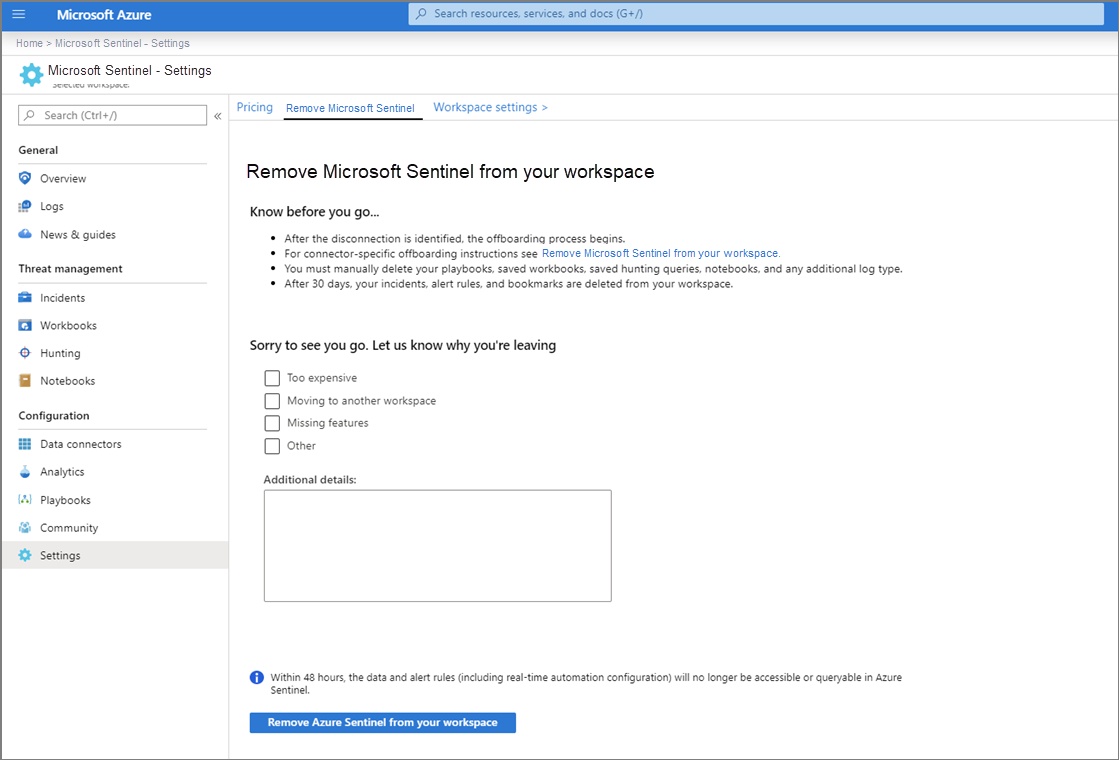 Microsoft Azure
Search resources, services, and docs (G+/)
Home > Microsoft Sentinel - Settings
Microsoft Sentinel - Settings
Selected workspace:
Search (Ctrl+/)
«
General
Overview
Logs
News & guides
Threat management
Incidents
Workbooks
Hunting
Notebooks
Configuration
Data connectors
Analytics
Playbooks
Community
Settings
Pricing Remove Microsoft Sentinel Workspace settings >
Remove Microsoft Sentinel from your workspace
Know before you go...
• After the disconnection is identified, the offboarding process begins.
• For connector-specific offboarding instructions see Remove Microsoft Sentinel from your workspace.
• You must manually delete your playbooks, saved workbooks, saved hunting queries, notebooks, and any additional log type.
• After 30 days, your incidents, alert rules, and bookmarks are deleted from your workspace.
Sorry to see you go. Let us know why you're leaving
Too expensive
Moving to another workspace
Missing features
Other
Additional details:
Within 48 hours, the data and alert rules (including real-time automation configuration) will no longer be accessible or queryable in Azure
Sentinel.
Remove Azure Sentinel from your workspace